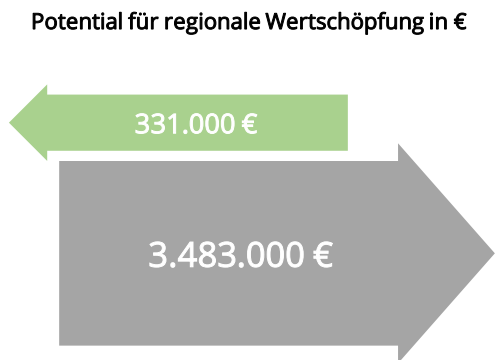 Potential für regionale Wertschöpfung in €
331.000 €
3.483.000 €